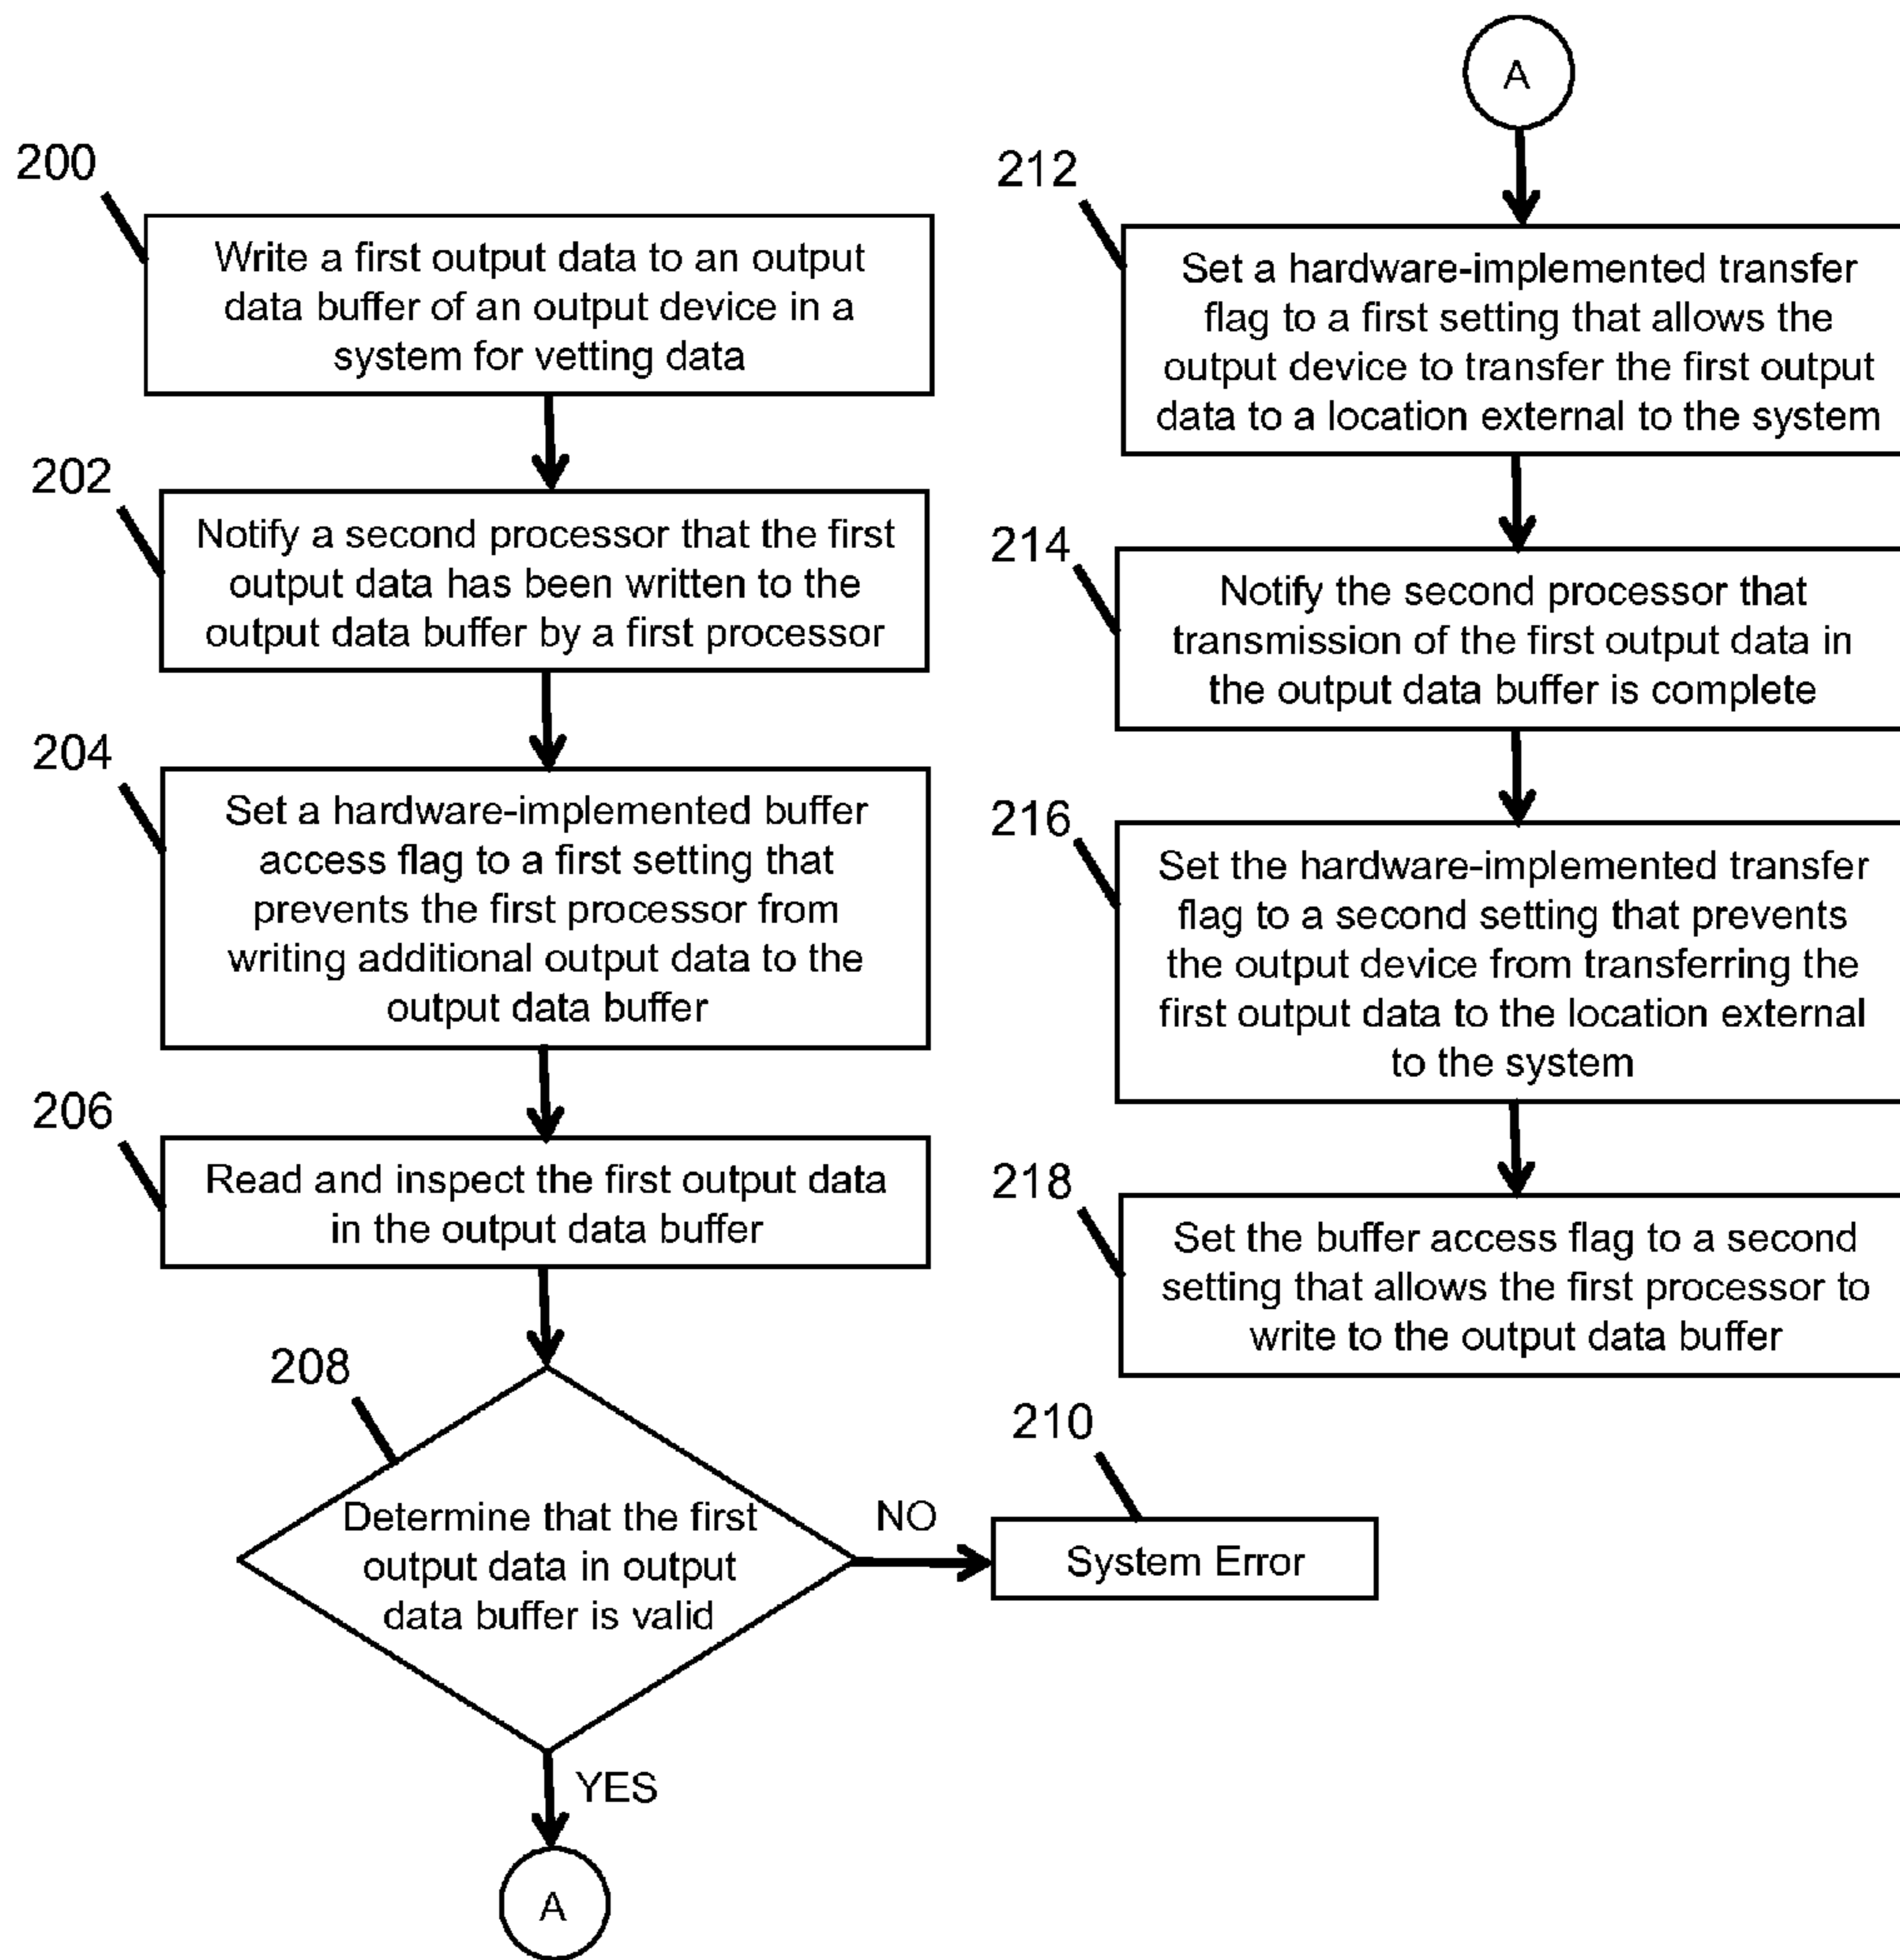 200
Write a first output data to an output
data buffer of an output device in a
system for vetting data
202
Notify a second processor that the first
output data has been written to the
output data buffer by a first processor
204
Set a hardware-implemented buffer
access flag to a first setting that
prevents the first processor from
writing additional output data to the
output data buffer
206
Read and inspect the first output data
in the output data buffer
208
Determine that the first
output data in output
data buffer is valid
NO
210
System Error
YES
A
A
212
Set a hardware-implemented transfer
flag to a first setting that allows the
output device to transfer the first output
data to a location external to the system
214
Notify the second processor that
transmission of the first output data in
the output data buffer is complete
216
Set the hardware-implemented transfer
flag to a second setting that prevents
the output device from transferring the
first output data to the location external
to the system
218
Set the buffer access flag to a second
setting that allows the first processor to
write to the output data buffer